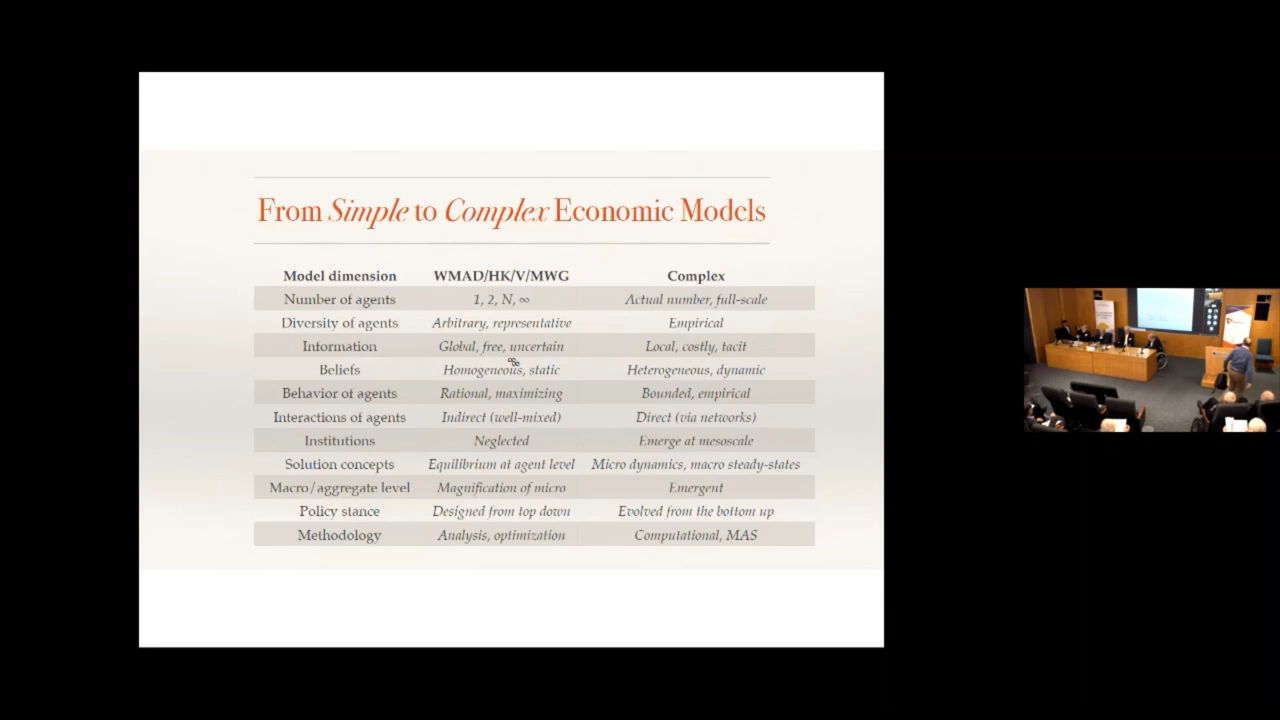 From Simple to Complex Economic Models
Model dimension WMAD/HK/V/MWG Complex
Number of agents 1, 2, N, ∞ Actual number, full-scale
Diversity of agents Arbitrary, representative Empirical
Information Global, free, uncertain Local, costly, tacit
Beliefs Homogeneous, static Heterogeneous, dynamic
Behavior of agents Rational, maximizing Bounded, empirical
Interactions of agents Indirect (well-mixed) Direct (via networks)
Institutions Neglected Emerge at mesoscale
Solution concepts Equilibrium at agent level Micro dynamics, macro steady-states
Macro/aggregate level Magnification of micro Emergent
Policy stance Designed from top down Evolved from the bottom up
Methodology Analysis, optimization Computational, MAS